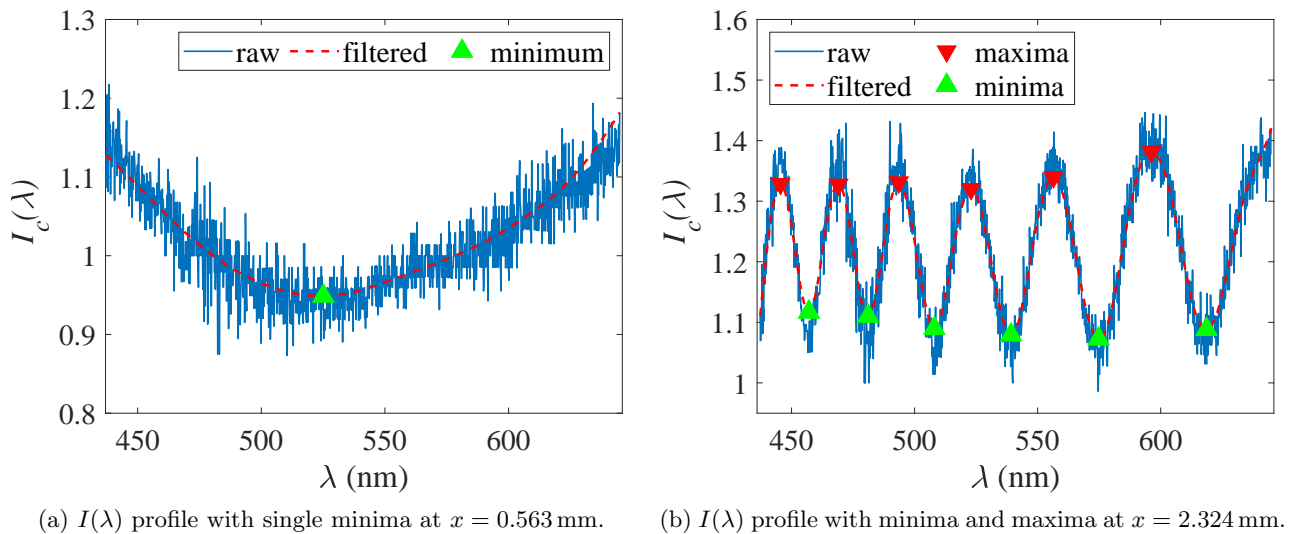 1.3
1.2
1.1
1
0.9
0.8
I_c(λ)
raw filtered minimum
450 500 550 600
λ (nm)
(a) I(λ) profile with single minima at x = 0.563 mm.
1.6
1.5
1.4
1.3
1.2
1.1
1
I_c(λ)
raw maxima
filtered minima
450 500 550 600
λ (nm)
(b) I(λ) profile with minima and maxima at x = 2.324 mm.